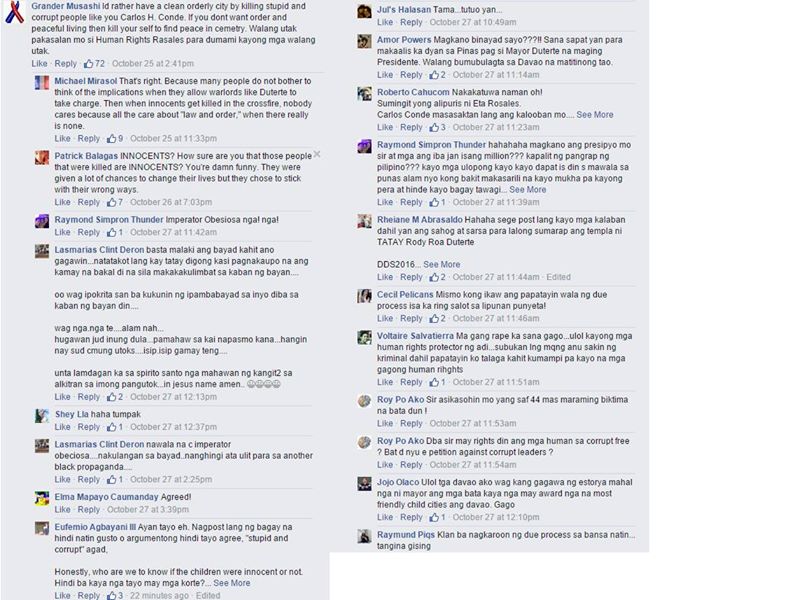 Grander Musashi Id rather have a clean orderly city by killing stupid and
corrupt people like you Carlos H. Conde. If you dont want order and
peaceful living then kill your self to find peace in cemetry. Walang utak
pakasalan mo si Human Rights Rasales para dumami kayong mga walang
utak.
Like · Reply · 72 · October 25 at 2:41pm
Michael Mirasol That's right. Because many people do not bother to
think of the implications when they allow warlords like Duterte to
take charge. Then when innocents get killed in the crossfire, nobody
cares because all the care about "law and order," when there really
is none.
Like · Reply · 9 · October 25 at 11:33pm
Patrick Balagas INNOCENTS? How sure are you that those people
that were killed are INNOCENTS? You're damn funny. They were
given a lot of chances to change their lives but they chose to stick
with their wrong ways.
Like · Reply · 7 · October 26 at 7:03pm
Raymond Simpron Thunder Imperator Obesiosa nga! nga!
Like · Reply · 1 · October 27 at 11:42am
Lasmarias Clint Deron basta malaki ang bayad kahit ano
gagawin...natatakot lang kay tatay digong kasi pagnakaupo na ang
kamay na bakal di na sila makakakulimbat sa kaban ng bayan....
oo wag ipokrita san ba kukunin ng ipambabayad sa inyo diba sa
kaban ng bayan din....
wag nga.nga te....alam nah...
hugawan jud inung dula...pamahaw sa kai napasmo kana...hangin
nay sud cmung utoks....isip.isip gamay teng....
unta lamdagan ka sa spirito santo nga mahawan ng kangit2 sa
alkitran sa imong pangutok...in jesus name amen.. 😀😀😀😀
Like · Reply · 2 · October 27 at 12:13pm
Shey Lla haha tumpak
Like · Reply · 1 · October 27 at 12:37pm
Lasmarias Clint Deron nawala na c imperator
obeciosa....nakulangan sa bayad..nanghingi ata ulit para sa another
black propaganda....
Like · Reply · 1 · October 27 at 2:25pm
Elma Mapayo Caumanday Agreed!
Like · Reply · October 27 at 3:39pm
Eufemio Agbayani III Ayan tayo eh. Nagpost lang ng bagay na
hindi natin gusto o argumentong hindi tayo agree, "stupid and
corrupt" agad,
Honestly, who are we to know if the children were innocent or not.
Hindi ba kaya nga tayo may mga korte?... See More
Like · Reply · 3 · 22 minutes ago · Edited
Jul's Halasan Tama...tutuo yan...
Like · Reply · October 27 at 10:49am
Amor Powers Magkano binayad sayo???!! Sana sapat yan para
makaalis ka dyan sa Pinas pag si Mayor Duterte na maging
Presidente. Walang bumubulagta sa Davao na matitinong tao.
Like · Reply · 2 · October 27 at 11:14am
Roberto Cahucom Nakakatuwa naman oh!
Sumingit yong alipuris ni Eta Rosales.
Carlos Conde masasaktan lang ang kalooban mo.... See More
Like · Reply · 3 · October 27 at 11:23am
Raymond Simpron Thunder hahahaha magkano ang presipyo mo
sir at mga ang iba jan isang million??? kapalit ng pangrap ng
pilipino??? kayo mga ulopong kayo kayo dapat is din s mawala sa
punas alam nyo kong bakit makasarili na kayo mukha pa kayong
pera at hinde kayo bagay tawagi... See More
Like · Reply · 1 · October 27 at 11:39am
Rheiane M Abrasaldo Hahaha sege post lang kayo mga kalaban
dahil yan ang sahog at sarsa para lalong sumarap ang templa ni
TATAY Rody Roa Duterte
DDS2016... See More
Like · Reply · 2 · October 27 at 11:44am · Edited
Cecil Pelicans Mismo kong ikaw ang papatayin wala ng due
process isa ka ring salot sa lipunan punyeta!
Like · Reply · 2 · October 27 at 11:46am
Voltaire Salvatierra Ma gang rape ka sana gago...ulol kayong mga
human rights protector ng adi...subukan lng mqng anu sakin ng
kriminal dahil papatayin ko talaga kahit kumampi pa kayo na mga
gagong human rihghts
Like · Reply · 1 · October 27 at 11:51am
Roy Po Ako Sir asikasohin mo yang saf 44 mas maraming biktima
na bata dun !
Like · Reply · October 27 at 11:53am
Roy Po Ako Dba sir may rights din ang mga human sa corrupt free
? Bat d nyu e petition against corrupt leaders ?
Like · Reply · October 27 at 11:54am
Jojo Olaco Ulol tga davao ako wag kang gagawa ng estorya mahal
nga ni mayor ang mga bata kaya nga may award nga na most
friendly child cities ang davao. Gago
Like · Reply · 1 · October 27 at 12:10pm
Raymund Piqs Klan ba nagkaroon ng due process sa bansa natin...
tangina gising